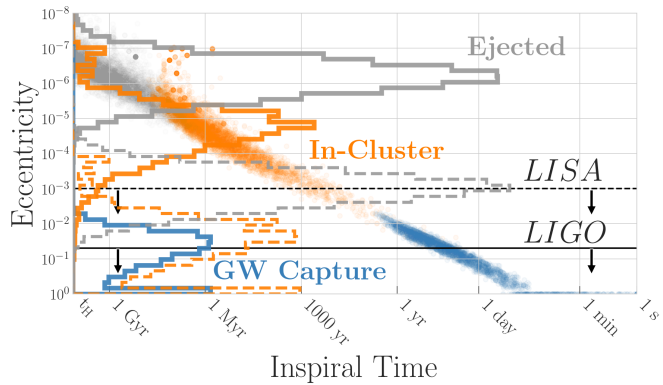 10⁻⁸
10⁻⁷
10⁻⁶
10⁻⁵
10⁻⁴
10⁻³
10⁻²
10⁻¹
10⁰
Eccentricity
Ejected
In-Cluster
LISA
LIGO
GW Capture
t_H
1 Gyr
1 Myr
1000 yr
1 yr
1 day
1 min
1 s
Inspiral Time